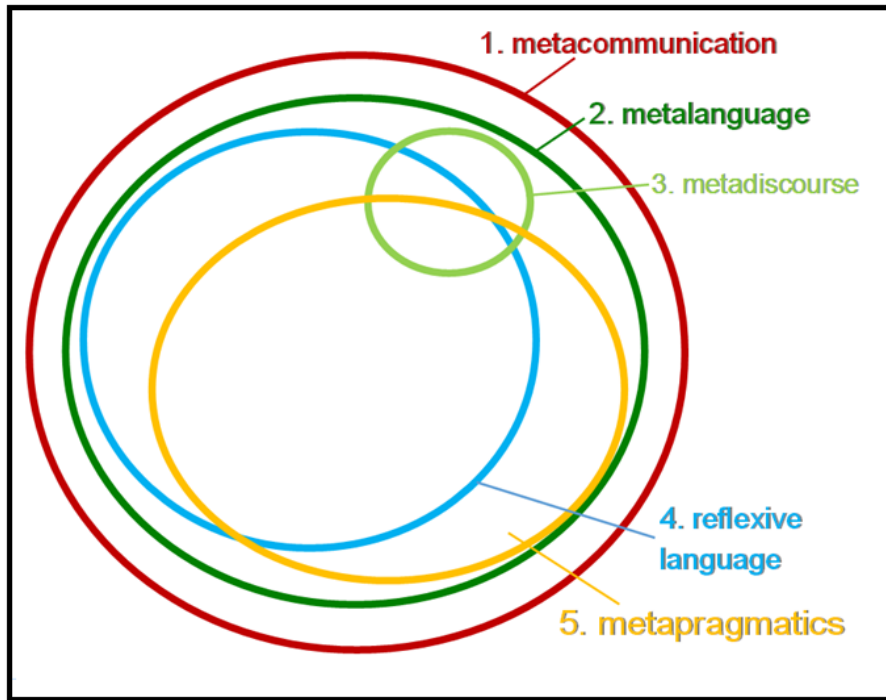 1. metacommunication
2. metalanguage
3. metadiscourse
4. reflexive
language
5. metapragmatics